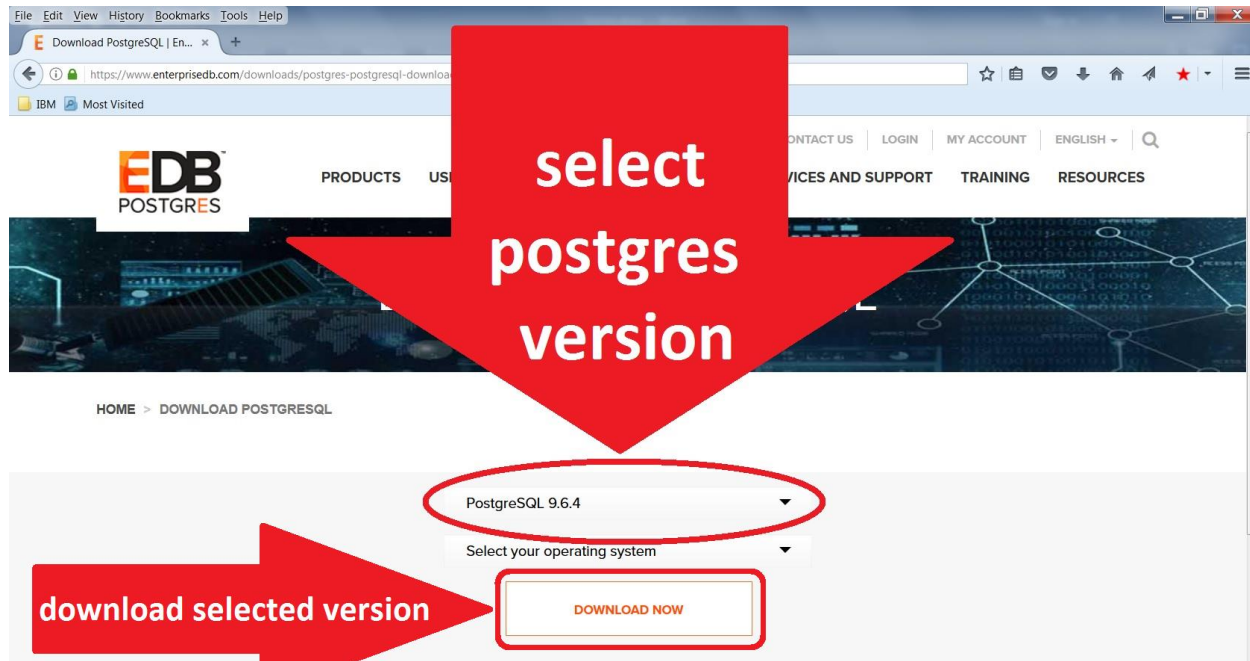 File Edit View History Bookmarks Tools Help
Download PostgreSQL | En... × +
https://www.enterprisedb.com/downloads/postgres-postgresql-downloa
IBM Most Visited
ONTACT US LOGIN MY ACCOUNT ENGLISH
EDB
POSTGRES
PRODUCTS US VICES AND SUPPORT TRAINING RESOURCES
select
postgres
version
HOME > DOWNLOAD POSTGRESQL
PostgreSQL 9.6.4
Select your operating system
download selected version
DOWNLOAD NOW